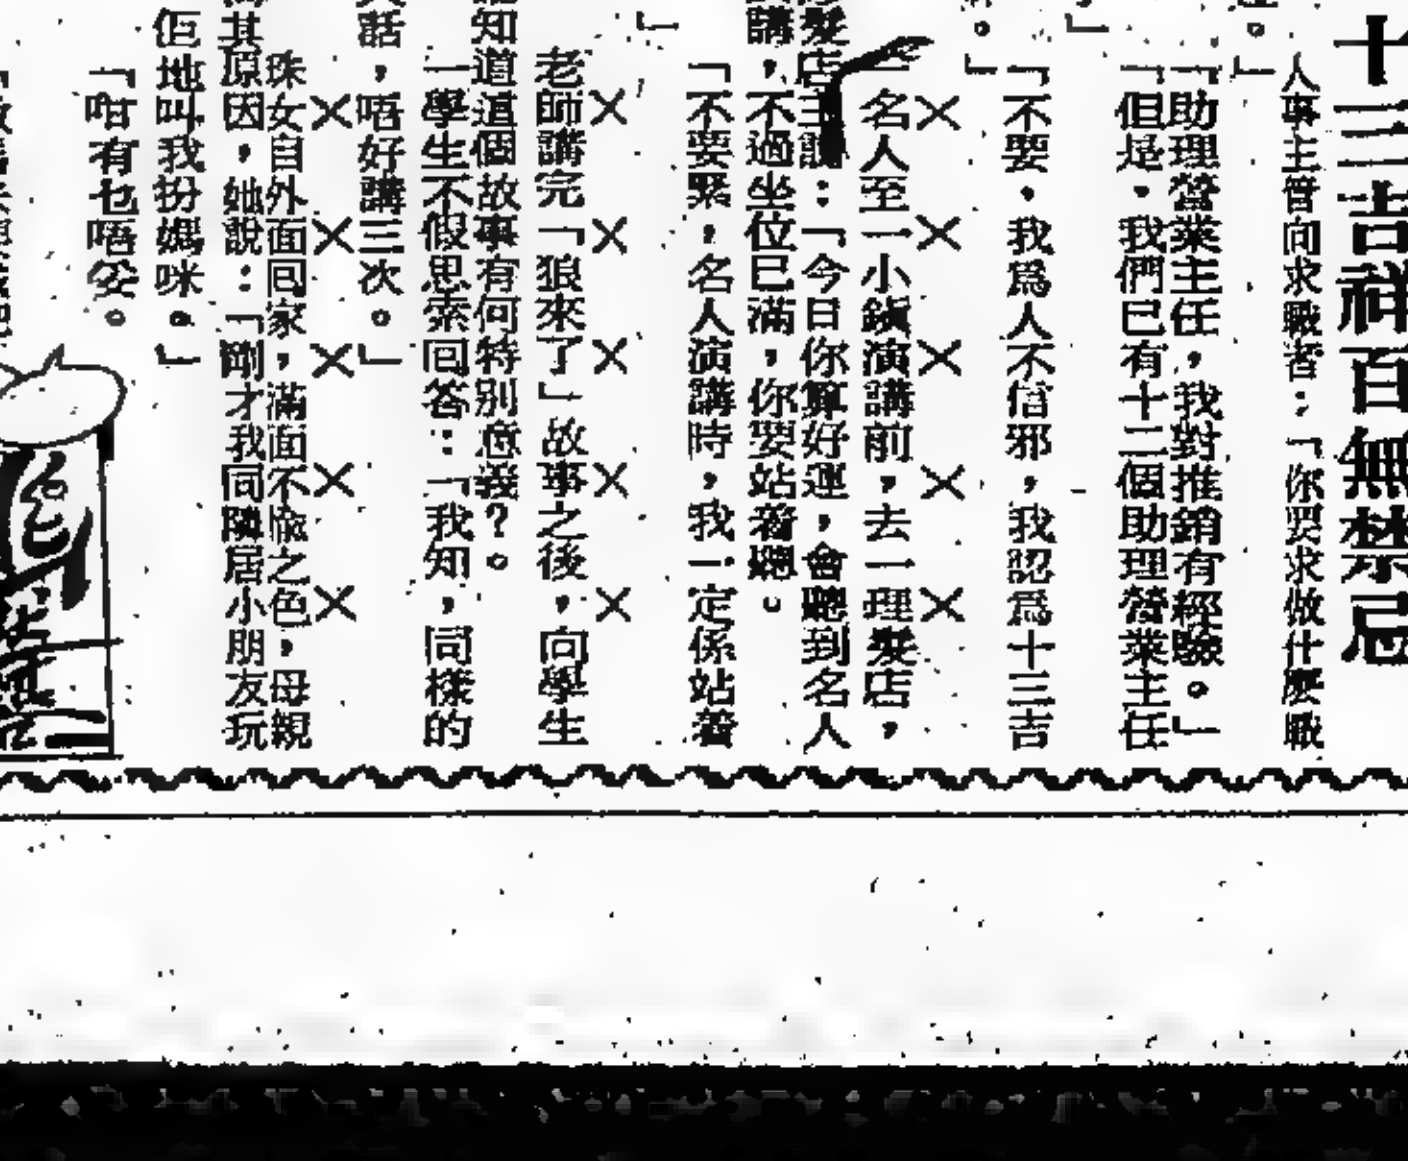 十三吉祥百無禁忌
人事主管向求職者：「你要求做什麽職
。」
「助理營業主任，我對推銷有經驗。」
「但是，我們已有十二個助理營業主任
」
「不要，我爲人不信邪，我認爲十三吉
。」
×××××
一名人至一小鎮演講前，去一理髮店，
髮店主講：「今日你算好運，會聽到名人
講，不過坐位已滿，你要站着聽。
「不要緊，名人演講時，我一定係站着
」
×××××
老師講完「狼來了」故事之後，向學生
知道這個故事有何特別意義？。
一學生不假思索回答：「我知，同樣的
話，唔好講三次。」
×××××
珠女自外面回家，滿面不愉之色，母親
其原因，她說：「剛才我同隣居小朋友玩
但地叫我扮媽咪。」
「咁有乜唔妥。